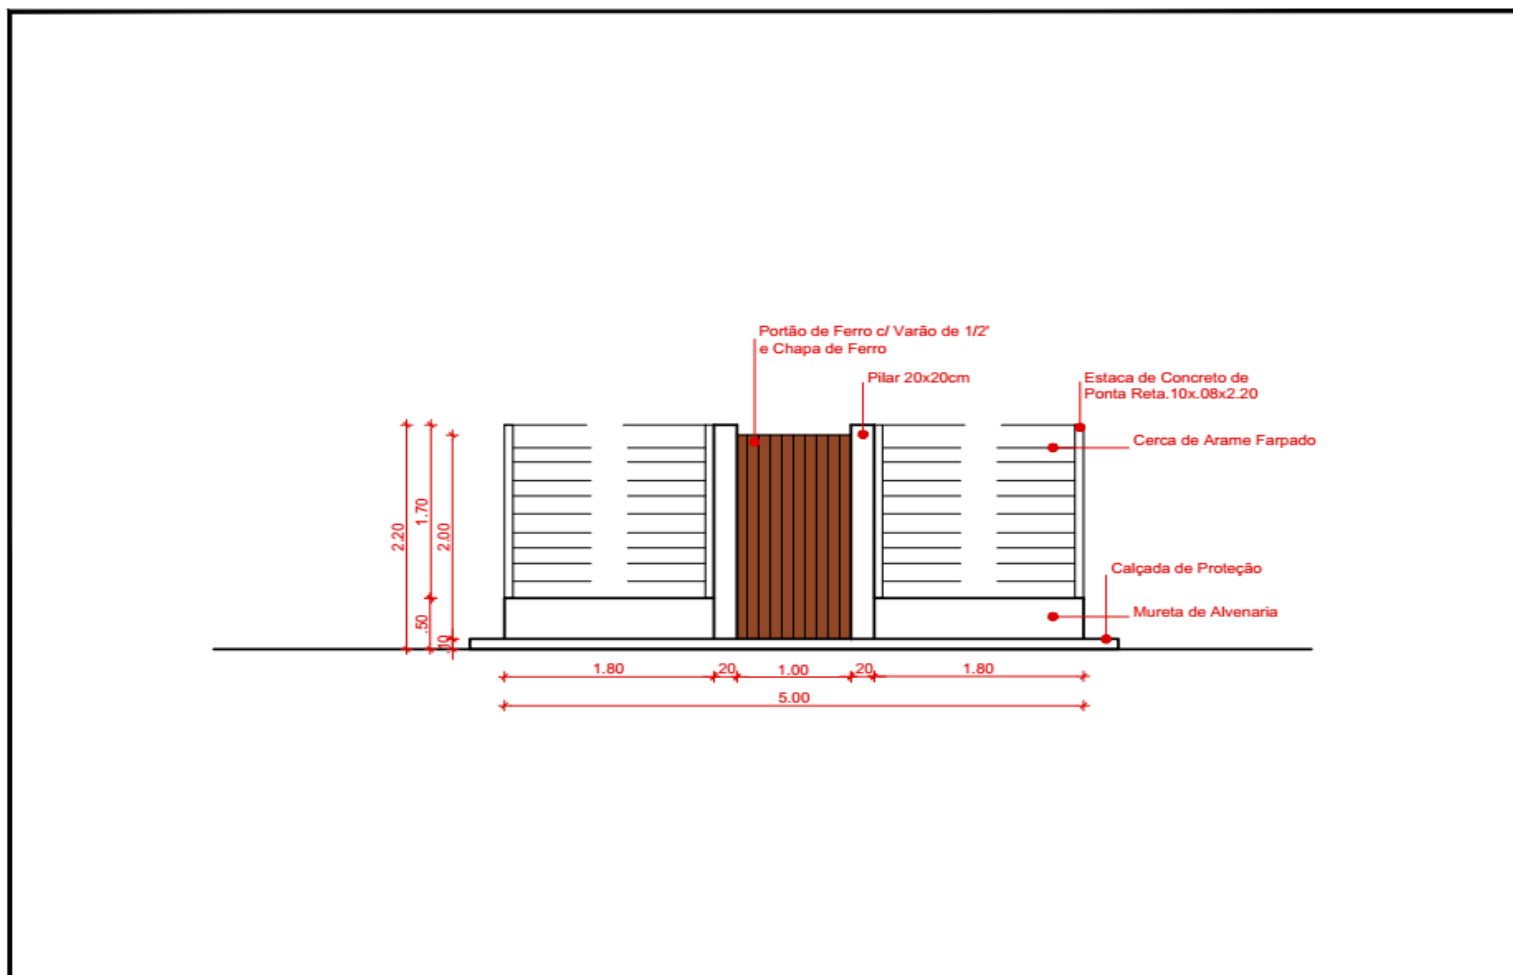 Portão de Ferro c/ Varão de 1/2"
e Chapa de Ferro
Pilar 20x20cm
Estaca de Concreto de
Ponta Reta.10x.08x2.20
Cerca de Arame Farpado
Calçada de Proteção
Mureta de Alvenaria
2.20
1.70
2.00
.50
.10
1.80
.20
1.00
.20
1.80
5.00